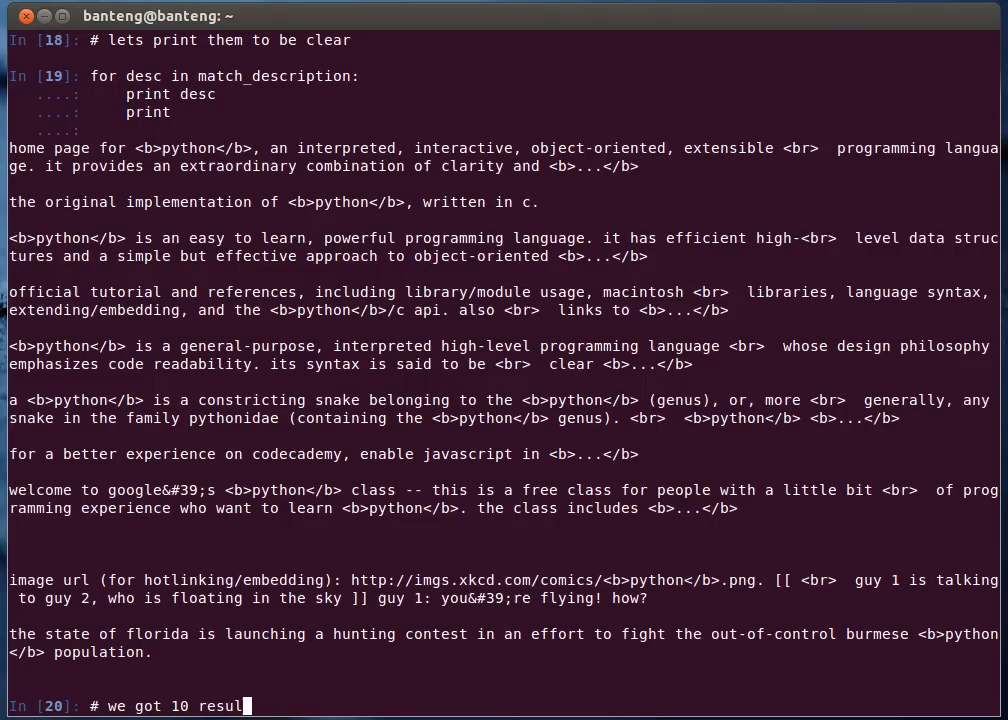 banteng@banteng: ~
In [18]: # lets print them to be clear
In [19]: for desc in match_description:
   ....:     print desc
   ....:     print
   ....:
home page for <b>python</b>, an interpreted, interactive, object-oriented, extensible <br>  programming langua
ge. it provides an extraordinary combination of clarity and <b>...</b>
the original implementation of <b>python</b>, written in c.
<b>python</b> is an easy to learn, powerful programming language. it has efficient high-<br>  level data struc
tures and a simple but effective approach to object-oriented <b>...</b>
official tutorial and references, including library/module usage, macintosh <br>  libraries, language syntax,
extending/embedding, and the <b>python</b>/c api. also <br>  links to <b>...</b>
<b>python</b> is a general-purpose, interpreted high-level programming language <br>  whose design philosophy
emphasizes code readability. its syntax is said to be <br>  clear <b>...</b>
a <b>python</b> is a constricting snake belonging to the <b>python</b> (genus), or, more <br>  generally, any
snake in the family pythonidae (containing the <b>python</b> genus). <br>  <b>python</b> <b>...</b>
for a better experience on codecademy, enable javascript in <b>...</b>
welcome to google&#39;s <b>python</b> class -- this is a free class for people with a little bit <br>  of prog
ramming experience who want to learn <b>python</b>. the class includes <b>...</b>
image url (for hotlinking/embedding): http://imgs.xkcd.com/comics/<b>python</b>.png. [[ <br>  guy 1 is talking
 to guy 2, who is floating in the sky ]] guy 1: you&#39;re flying! how?
the state of florida is launching a hunting contest in an effort to fight the out-of-control burmese <b>python
</b> population.
In [20]: # we got 10 resul